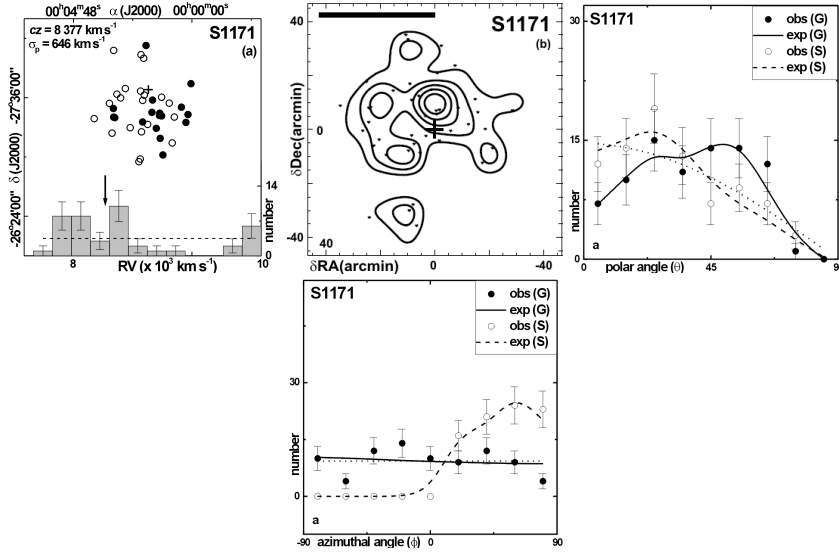 00ʰ04ᵐ48ˢ α (J2000) 00ʰ00ᵐ00ˢ
cz = 8 377 km s⁻¹
σp = 646 km s⁻¹
S1171
(a)
-27°36'00"
δ (J2000)
-26°24'00"
14
number
0
8
10
RV (x 10³ km s⁻¹)
40
S1171
(b)
δDec(arcmin)
0
-40
40
0
-40
δRA(arcmin)
S1171
obs (G)
exp (G)
obs (S)
exp (S)
30
15
0
number
a
0
45
9
polar angle (θ)
S1171
obs (G)
exp (G)
obs (S)
exp (S)
30
0
number
a
-90
0
90
azimuthal angle (ϕ)